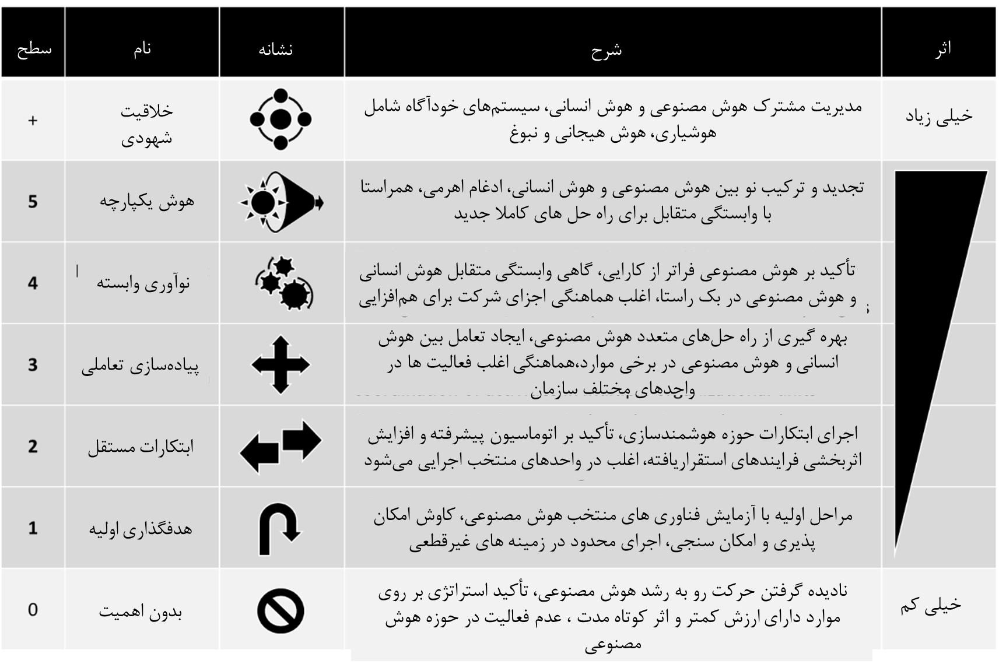 سطح
نام
نشانه
شرح
اثر
+
خلاقیت
شهودی
مدیریت مشترک هوش مصنوعی و هوش انسانی، سیستم‌های خودآگاه شامل
هوشیاری، هوش هیجانی و نبوغ
خیلی زیاد
5
هوش یکپارچه
تجدید و ترکیب نو بین هوش مصنوعی و هوش انسانی، ادغام اهرمی، همراستا
با وابستگی متقابل برای راه حل های کاملا جدید
4
نوآوری وابسته
تأکید بر هوش مصنوعی فراتر از کارایی، گاهی وابستگی متقابل هوش انسانی
و هوش مصنوعی در بک راستا، اغلب هماهنگی اجزای شرکت برای هم‌افزایی
3
پیاده‌سازی تعاملی
بهره گیری از راه حل‌های متعدد هوش مصنوعی، ایجاد تعامل بین هوش
انسانی و هوش مصنوعی در برخی موارد،هماهنگی اغلب فعالیت ها در
واحدهای مختلف سازمان
2
ابتکارات مستقل
اجرای ابتکارات حوزه هوشمندسازی، تأکید بر اتوماسیون پیشرفته و افزایش
اثربخشی فرایندهای استقراریافته، اغلب در واحدهای منتخب اجرایی می‌شود
1
هدفگذاری اولیه
مراحل اولیه با آزمایش فناوری های منتخب هوش مصنوعی، کاوش امکان
پذیری و امکان سنجی، اجرای محدود در زمینه های غیرقطعی
0
بدون اهمیت
نادیده گرفتن حرکت رو به رشد هوش مصنوعی، تأکید استراتژی بر روی
موارد دارای ارزش کمتر و اثر کوتاه مدت ، عدم فعالیت در حوزه هوش
مصنوعی
خیلی کم